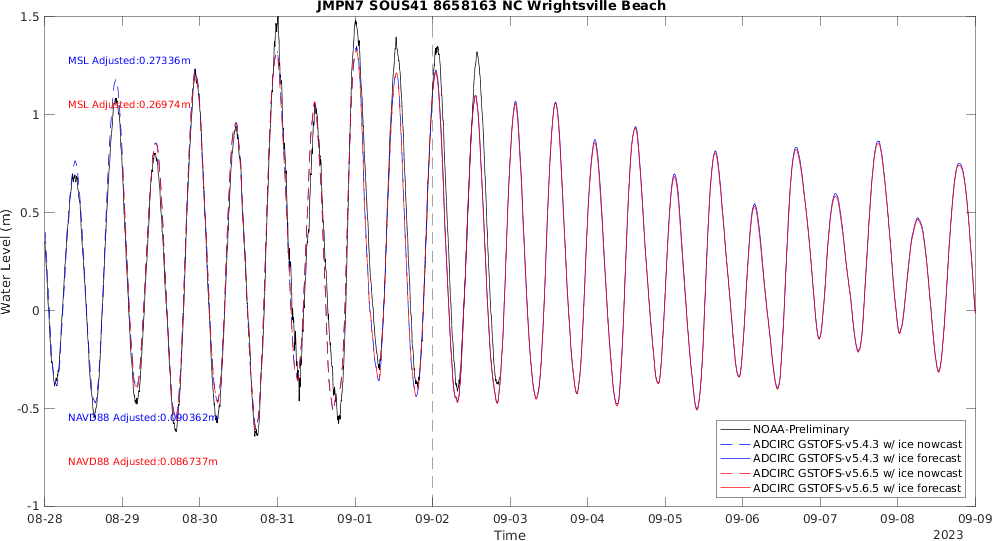 JMPN7 SOUS41 8658163 NC Wrightsville Beach
1.5
1
0.5
0
-0.5
-1
Water Level (m)
MSL Adjusted:0.27336m
MSL Adjusted:0.26974m
NAVD88 Adjusted:0.090362m
NAVD88 Adjusted:0.086737m
NOAA-Preliminary
ADCIRC GSTOFS-v5.4.3 w/ ice nowcast
ADCIRC GSTOFS-v5.4.3 w/ ice forecast
ADCIRC GSTOFS-v5.6.5 w/ ice nowcast
ADCIRC GSTOFS-v5.6.5 w/ ice forecast
08-28 08-29 08-30 08-31 09-01 09-02 09-03 09-04 09-05 09-06 09-07 09-08 09-09
Time
2023